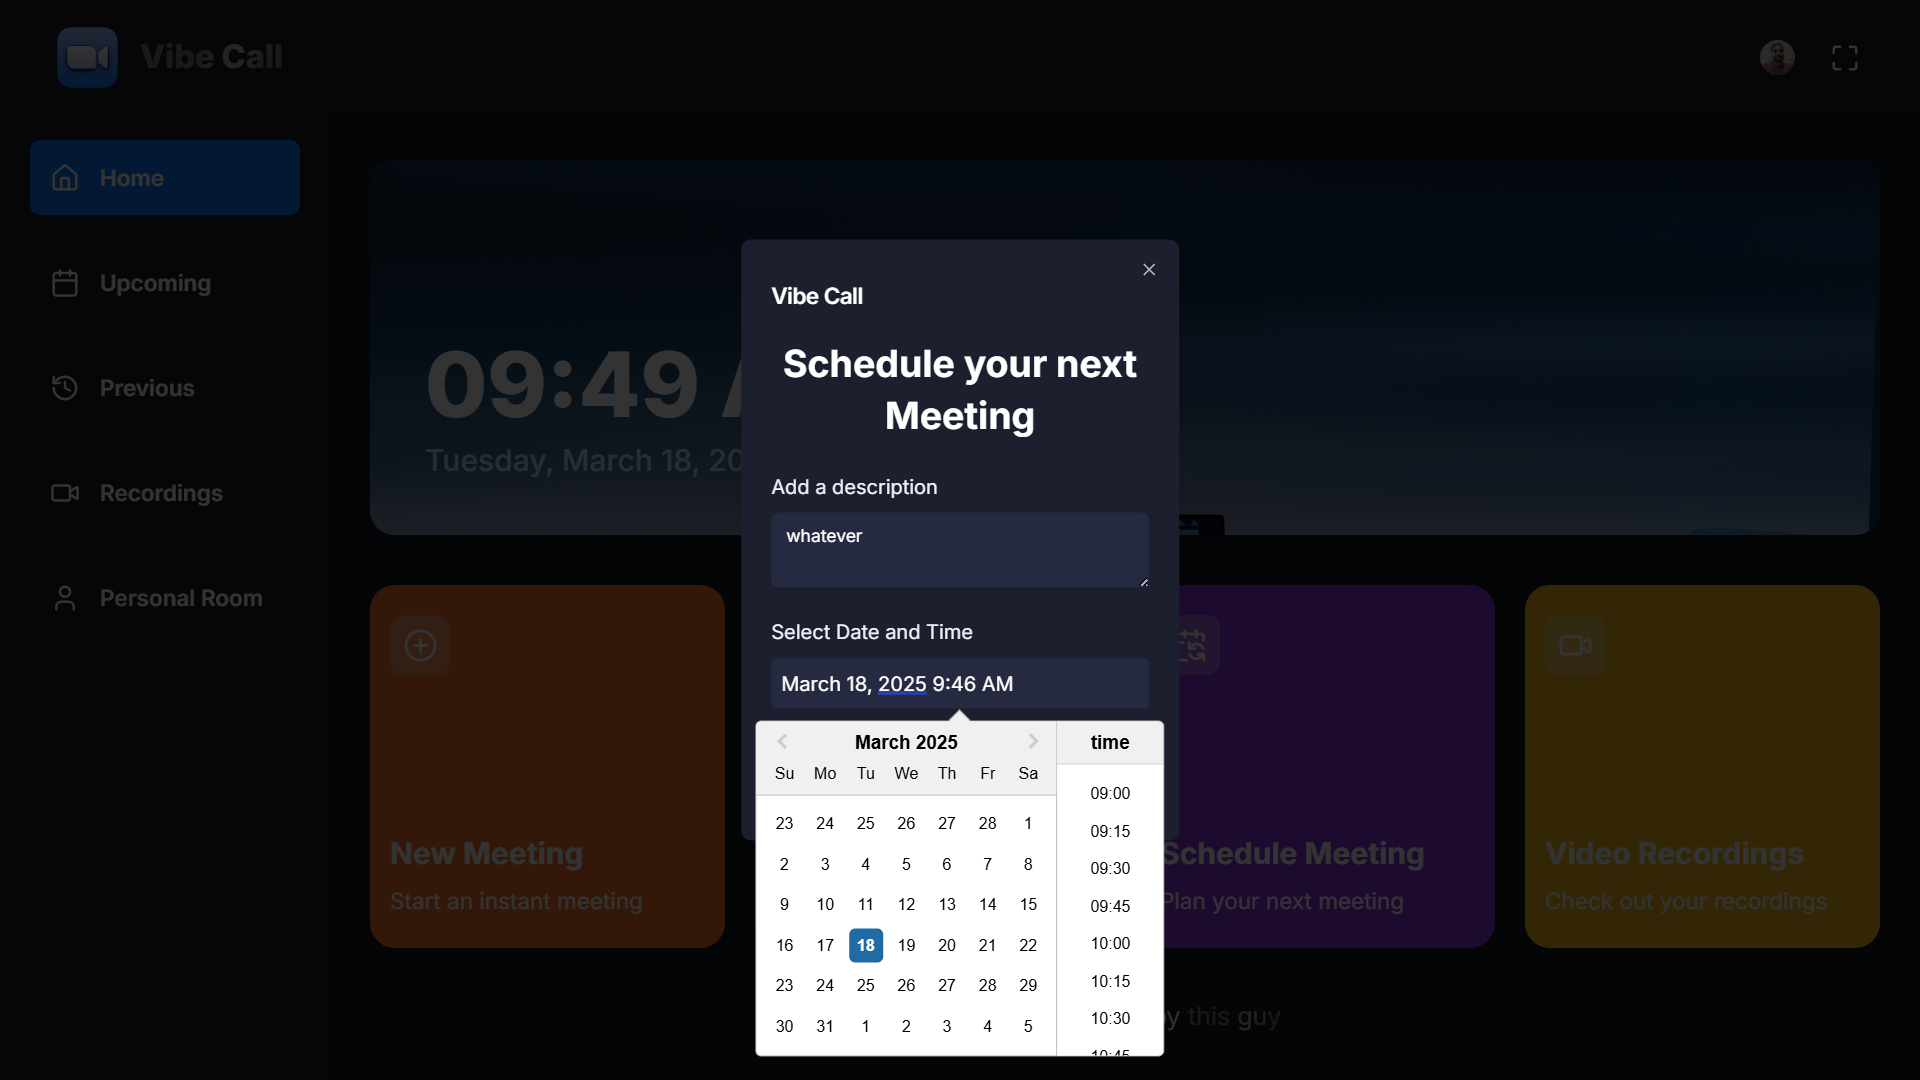 Vibe Call
Home
Upcoming
Previous
Recordings
Personal Room
09:49
Tuesday, March 18, 20
Vibe Call
Schedule your next
Meeting
Add a description
whatever
Select Date and Time
March 18, 2025 9:46 AM
March 2025
Su Mo Tu We Th Fr Sa
23 24 25 26 27 28 1
2 3 4 5 6 7 8
9 10 11 12 13 14 15
16 17 18 19 20 21 22
23 24 25 26 27 28 29
30 31 1 2 3 4 5
time
09:00
09:15
09:30
09:45
10:00
10:15
10:30
10:45
New Meeting
Start an instant meeting
Schedule Meeting
Plan your next meeting
Video Recordings
Check out your recordings
this guy